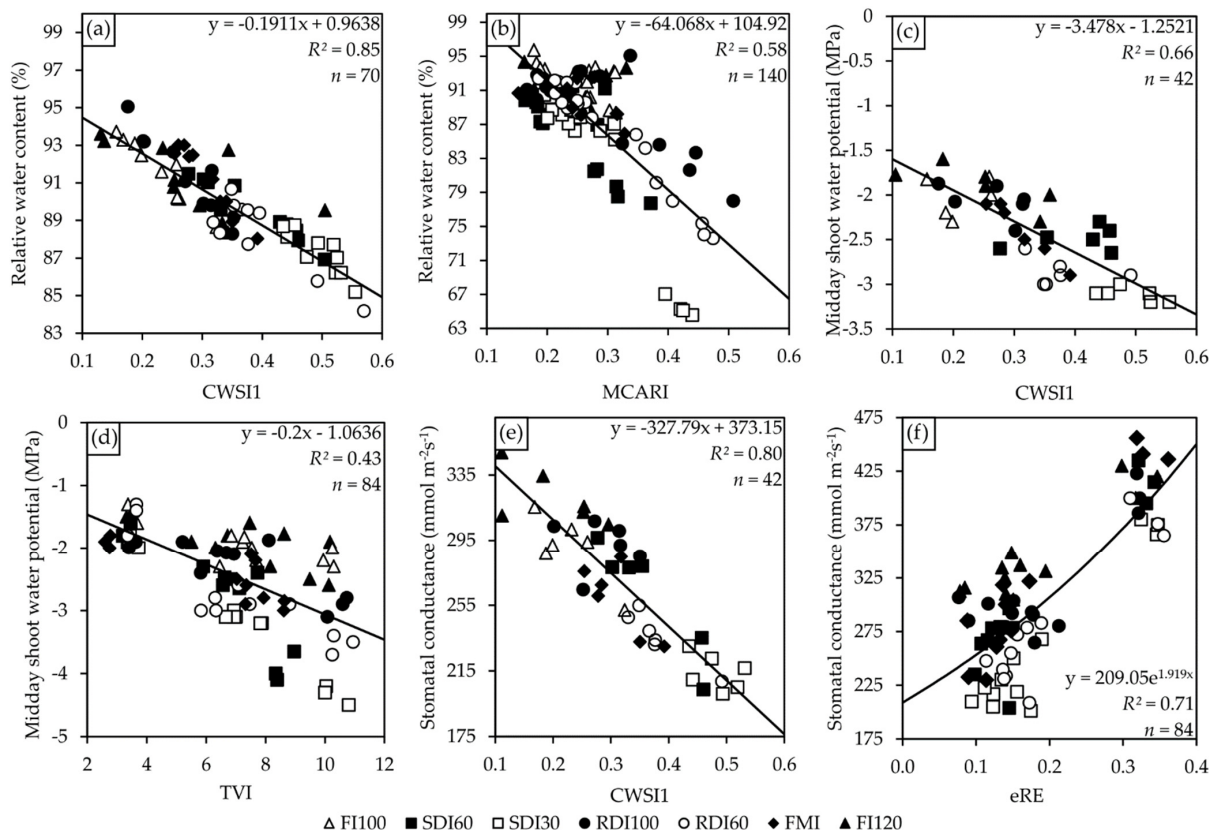 (a)
y = -0.1911x + 0.9638
R² = 0.85
n = 70
Relative water content (%)
99
97
95
93
91
89
87
85
83
0.1 0.2 0.3 0.4 0.5 0.6
CWSI1
(b)
y = -64.068x + 104.92
R² = 0.58
n = 140
Relative water content (%)
99
95
91
87
83
79
75
71
67
63
0.1 0.2 0.3 0.4 0.5 0.6
MCARI
(c)
y = -3.478x - 1.2521
R² = 0.66
n = 42
Midday shoot water potential (MPa)
0
-0.5
-1
-1.5
-2
-2.5
-3
-3.5
0.1 0.2 0.3 0.4 0.5 0.6
CWSI1
(d)
y = -0.2x - 1.0636
R² = 0.43
n = 84
Midday shoot water potential (MPa)
0
-1
-2
-3
-4
-5
2 4 6 8 10 12
TVI
(e)
y = -327.79x + 373.15
R² = 0.80
n = 42
Stomatal conductance (mmol m⁻²s⁻¹)
335
295
255
215
175
0.1 0.2 0.3 0.4 0.5 0.6
CWSI1
(f)
y = 209.05e^1.919x
R² = 0.71
n = 84
Stomatal conductance (mmol m⁻²s⁻¹)
475
425
375
325
275
225
175
0.0 0.1 0.2 0.3 0.4
eRE
△ FI100 ■ SDI60 □ SDI30 ● RDI100 ○ RDI60 ◆ FMI ▲ FI120